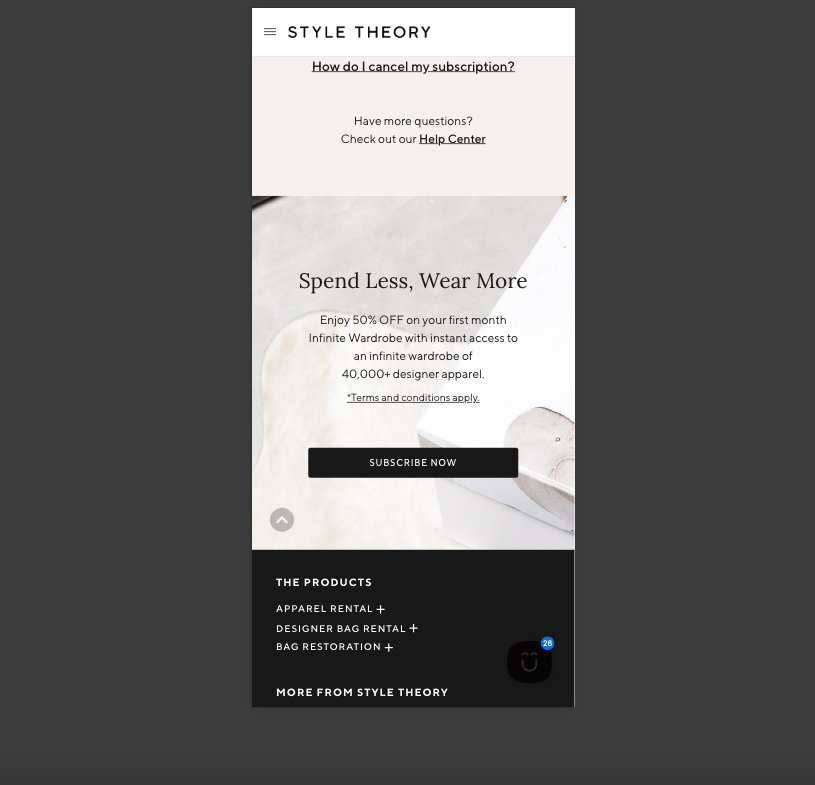 STYLE THEORY
How do I cancel my subscription?
Have more questions?
Check out our Help Center
Spend Less, Wear More
Enjoy 50% OFF on your first month
Infinite Wardrobe with instant access to
an infinite wardrobe of
40,000+ designer apparel.
*Terms and conditions apply.
SUBSCRIBE NOW
THE PRODUCTS
APPAREL RENTAL +
DESIGNER BAG RENTAL +
BAG RESTORATION +
26
MORE FROM STYLE THEORY